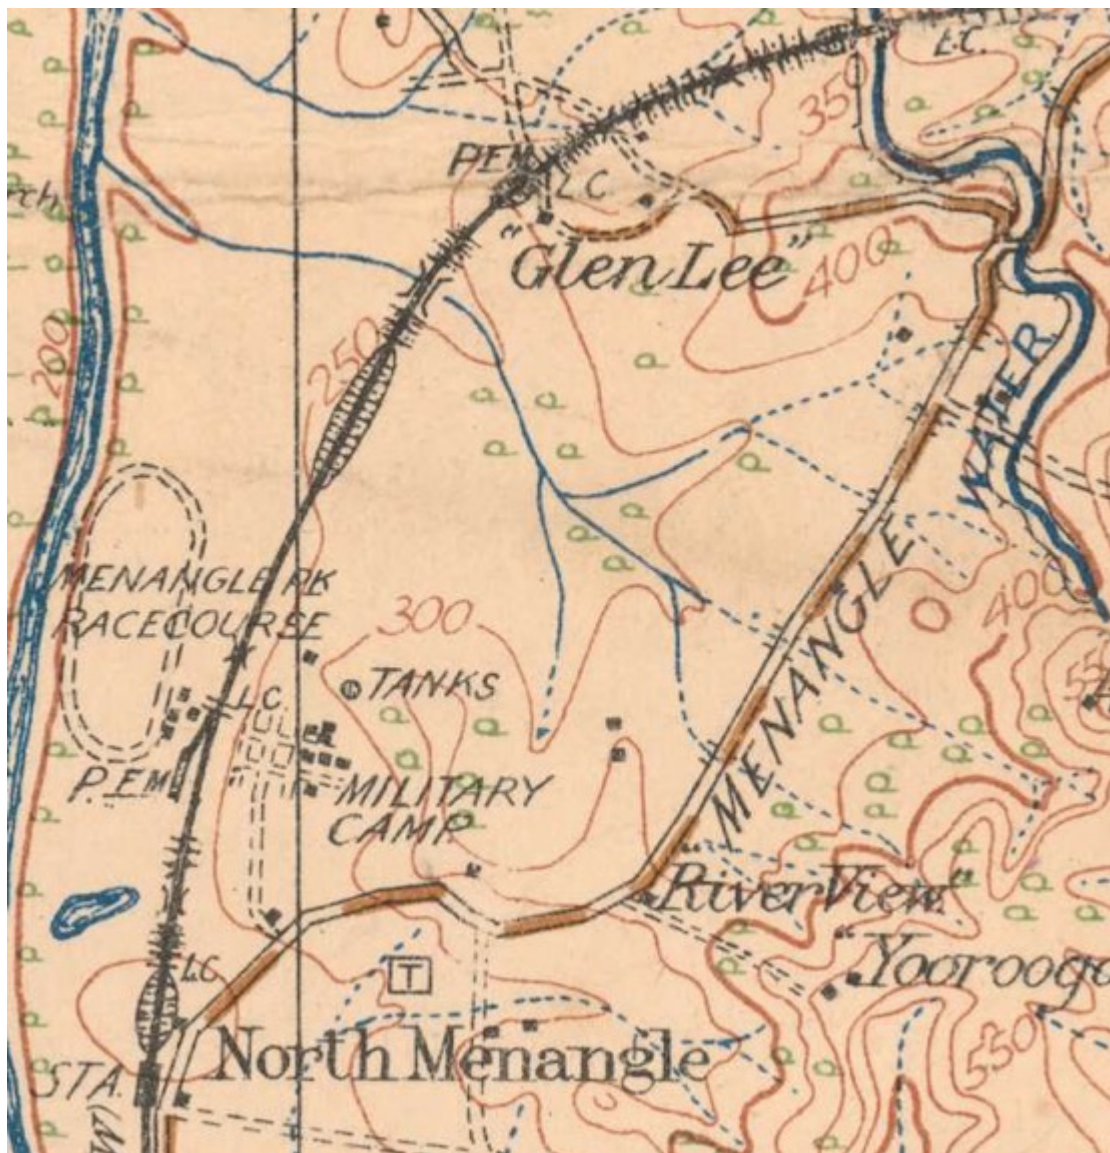 L.C.
350
PEM
L C
"Glen Lee"
400
250
200
WATER
MENANGLE PK
RACECOURSE
300
400
TANKS
L C
P.E.M.
MILITARY
CAMP.
MENANGLE
"River View"
L.C.
T
North Menangle
STA.
550